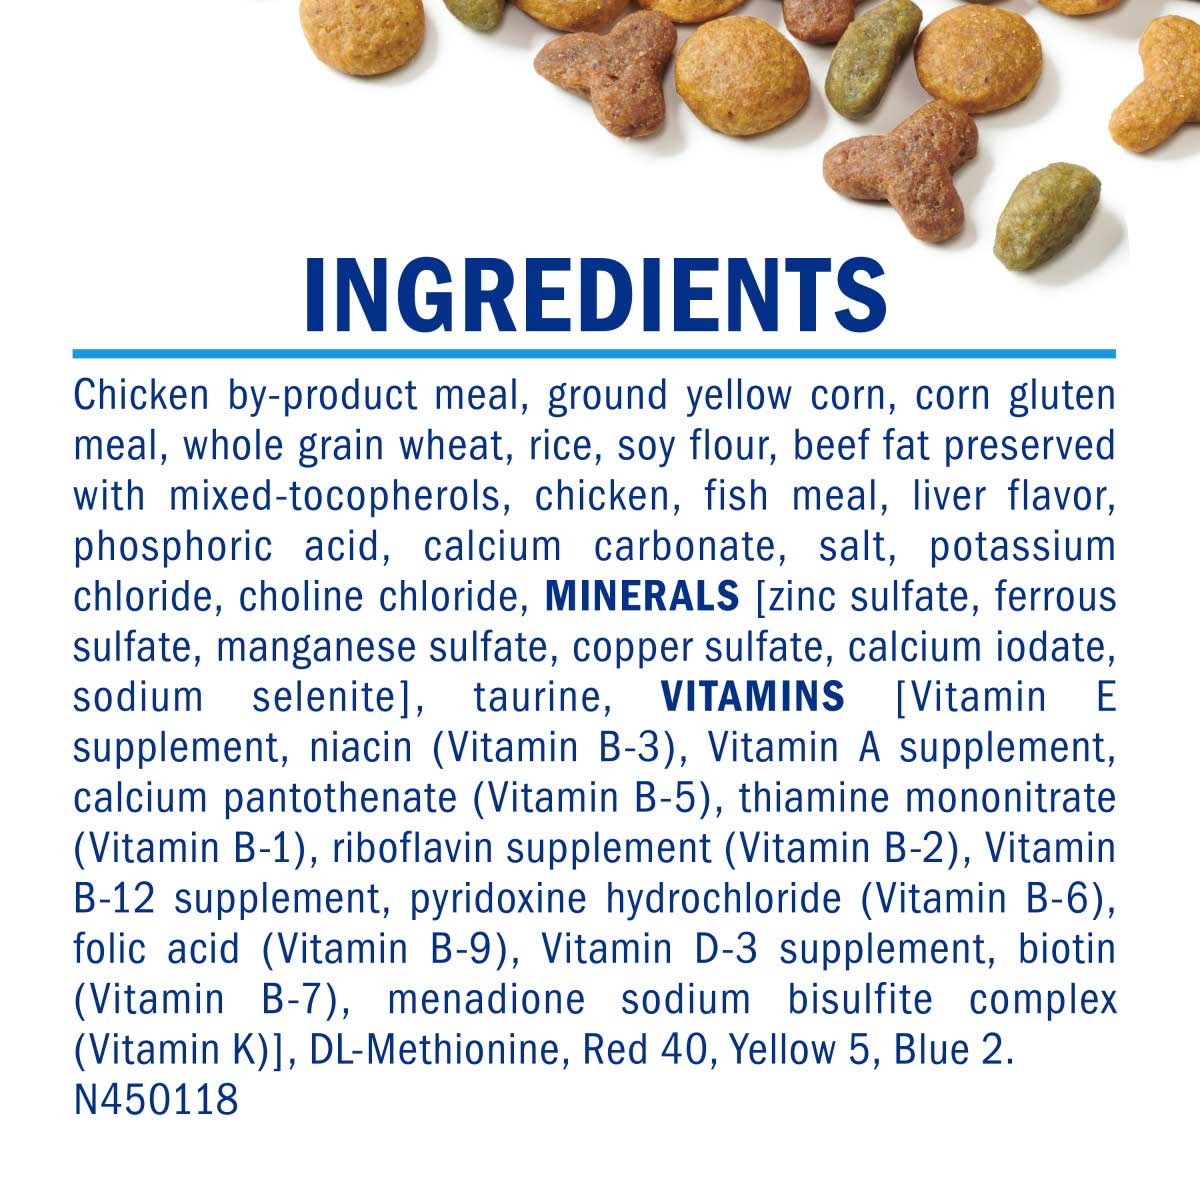 INGREDIENTS
Chicken by-product meal, ground yellow corn, corn gluten
meal, whole grain wheat, rice, soy flour, beef fat preserved
with mixed-tocopherols, chicken, fish meal, liver flavor,
phosphoric acid, calcium carbonate, salt, potassium
chloride, choline chloride, MINERALS [zinc sulfate, ferrous
sulfate, manganese sulfate, copper sulfate, calcium iodate,
sodium selenite], taurine, VITAMINS [Vitamin E
supplement, niacin (Vitamin B-3), Vitamin A supplement,
calcium pantothenate (Vitamin B-5), thiamine mononitrate
(Vitamin B-1), riboflavin supplement (Vitamin B-2), Vitamin
B-12 supplement, pyridoxine hydrochloride (Vitamin B-6),
folic acid (Vitamin B-9), Vitamin D-3 supplement, biotin
(Vitamin B-7), menadione sodium bisulfite complex
(Vitamin K)], DL-Methionine, Red 40, Yellow 5, Blue 2.
N450118